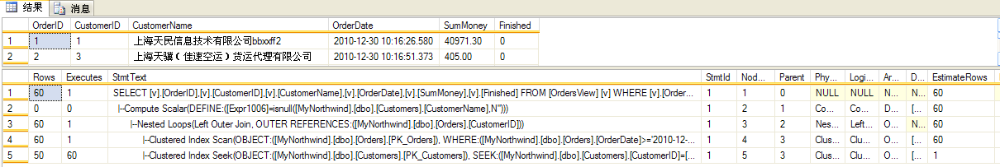 结果 消息
OrderID CustomerID CustomerName OrderDate SumMoney Finished
1 1 1 上海天民信息技术有限公司bbxxff2 2010-12-30 10:16:26.580 40971.30 0
2 2 3 上海天骥（佳速空运）货运代理有限公司 2010-12-30 10:16:51.373 405.00 0
Rows Executes StmtText StmtId Nod... Parent Phy... Logi... Ar... D... EstimateRows
1 60 1 SELECT [v].[OrderID],[v].[CustomerID],[v].[CustomerName],[v].[OrderDate],[v].[SumMoney],[v].[Finished] FROM [OrdersView] [v] WHERE [v].[Order... 1 1 0 NULL NULL N... N... 60
2 0 0 |--Compute Scalar(DEFINE:([Expr1006]=isnull([MyNorthwind].[dbo].[Customers].[CustomerName],N''))) 1 2 1 Co... Co... D... [... 60
3 60 1 |--Nested Loops(Left Outer Join, OUTER REFERENCES:([MyNorthwind].[dbo].[Orders].[CustomerID])) 1 3 2 Nes... Left... O... N... 60
4 60 1 |--Clustered Index Scan(OBJECT:([MyNorthwind].[dbo].[Orders].[PK_Orders]), WHERE:([MyNorthwind].[dbo].[Orders].[OrderDate]>='2010-12-... 1 4 3 Clus... Clu... O... [... 60
5 50 60 |--Clustered Index Seek(OBJECT:([MyNorthwind].[dbo].[Customers].[PK_Customers]), SEEK:([MyNorthwind].[dbo].[Customers].[CustomerID]=[... 1 5 3 Clus... Clu... O... [... 1